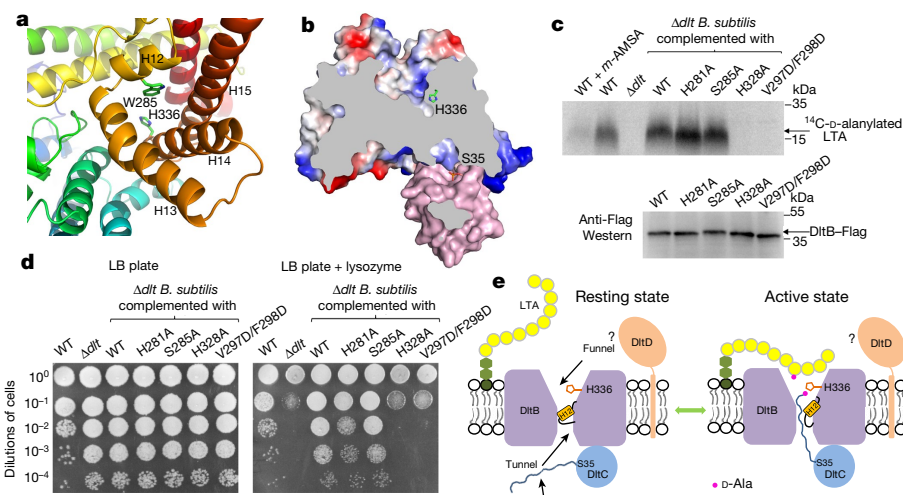 a
H12
W285
H15
H336
H14
H13
b
H336
S35
c
Δdlt B. subtilis
complemented with
WT + m-AMSA
WT
Δdlt
WT
H281A
S285A
H328A
V297D/F298D
kDa
35
15
14C-D-alanylated
LTA
WT
H281A
S285A
H328A
V297D/F298D
kDa
55
Anti-Flag
Western
DltB–Flag
35
d
LB plate
LB plate + lysozyme
Δdlt B. subtilis
complemented with
Δdlt B. subtilis
complemented with
WT
Δdlt
WT
H281A
S285A
H328A
V297D/F298D
WT
Δdlt
WT
H281A
S285A
H328A
V297D/F298D
Dilutions of cells
10⁰
10⁻¹
10⁻²
10⁻³
10⁻⁴
e
Resting state
Active state
LTA
?
DltD
Funnel
H336
DltB
H12
Tunnel
S35
DltC
?
DltD
H336
DltB
H12
S35
DltC
D-Ala